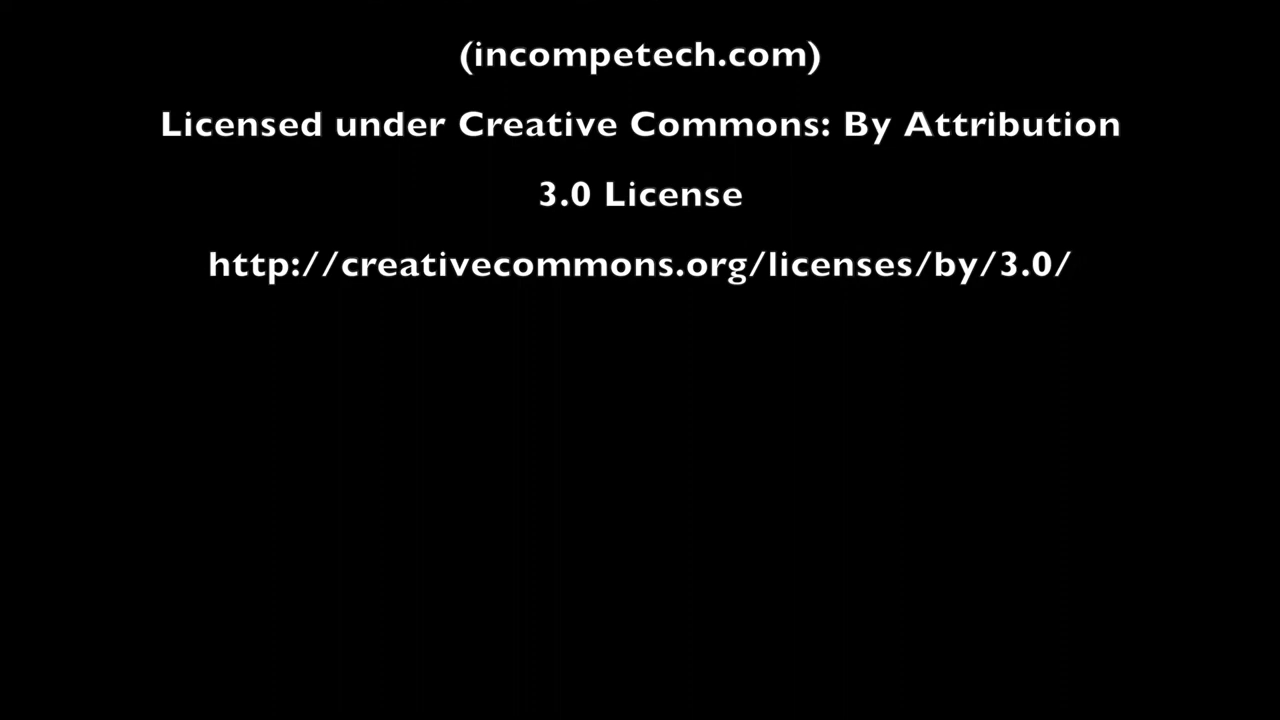 (incompetech.com)
Licensed under Creative Commons: By Attribution
3.0 License
http://creativecommons.org/licenses/by/3.0/